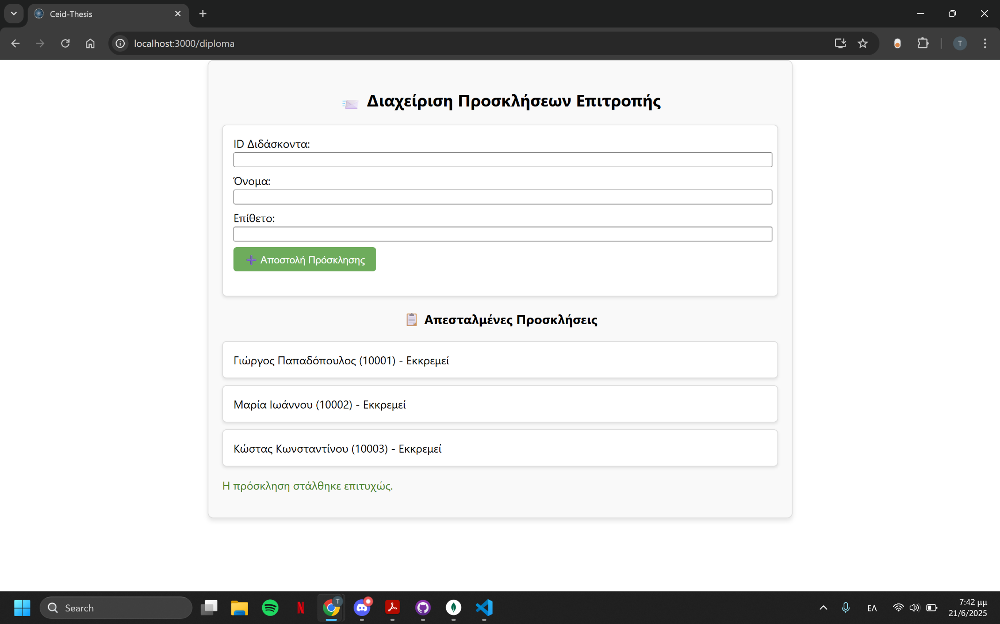 Ceid-Thesis
localhost:3000/diploma
T
Διαχείριση Προσκλήσεων Επιτροπής
ID Διδάσκοντα:
Όνομα:
Επίθετο:
Αποστολή Πρόσκλησης
Απεσταλμένες Προσκλήσεις
Γιώργος Παπαδόπουλος (10001) - Εκκρεμεί
Μαρία Ιωάννου (10002) - Εκκρεμεί
Κώστας Κωνσταντίνου (10003) - Εκκρεμεί
Η πρόσκληση στάλθηκε επιτυχώς.
Search
T
ΕΛ
7:42 μμ
21/6/2025